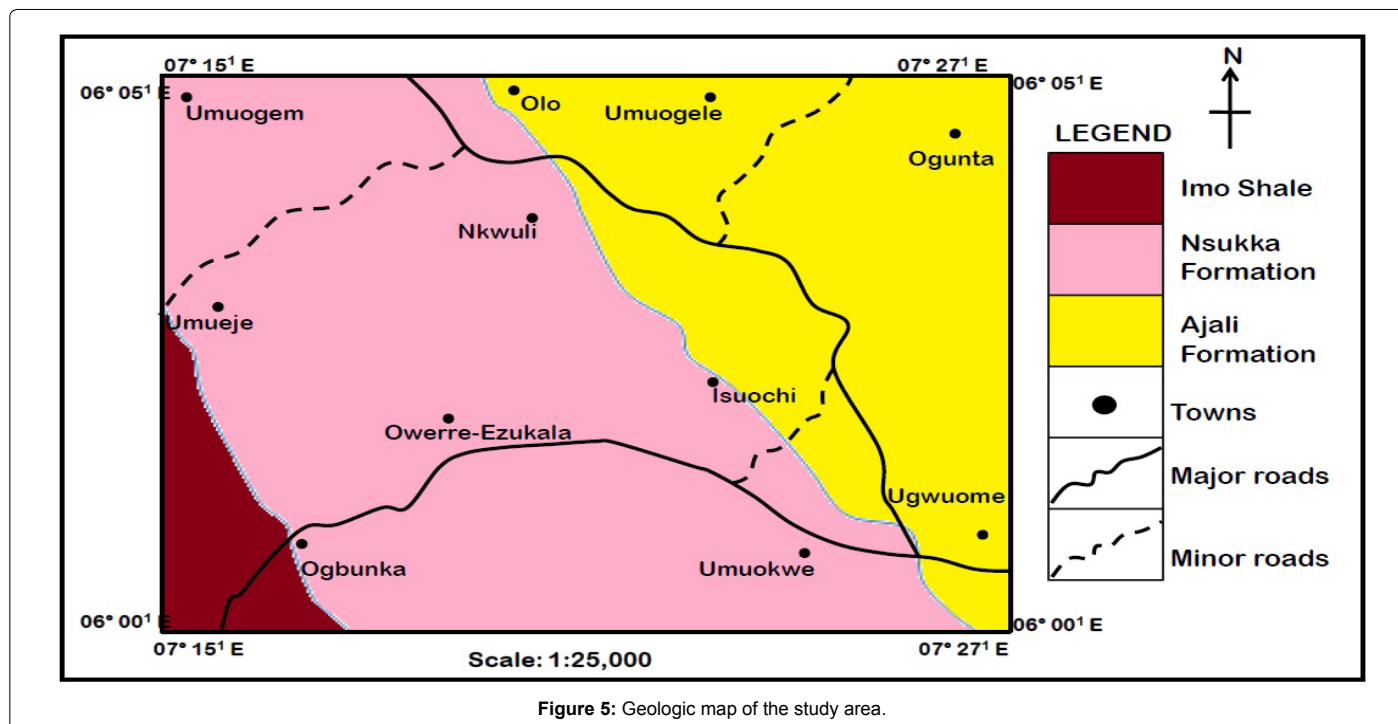 07° 15¹ E
07° 27¹ E
N
06° 05¹ E
06° 05¹ E
Umuogem
Olo
Umuogele
Ogunta
LEGEND
Imo Shale
Nkwuli
Nsukka
Formation
Umueje
Ajali
Formation
Isuochi
Towns
Owerre-Ezukala
Major roads
Ugwuome
Ogbunka
Umuokwe
Minor roads
06° 00¹ E
06° 00¹ E
07° 15¹ E
07° 27¹ E
Scale: 1:25,000
Figure 5: Geologic map of the study area.